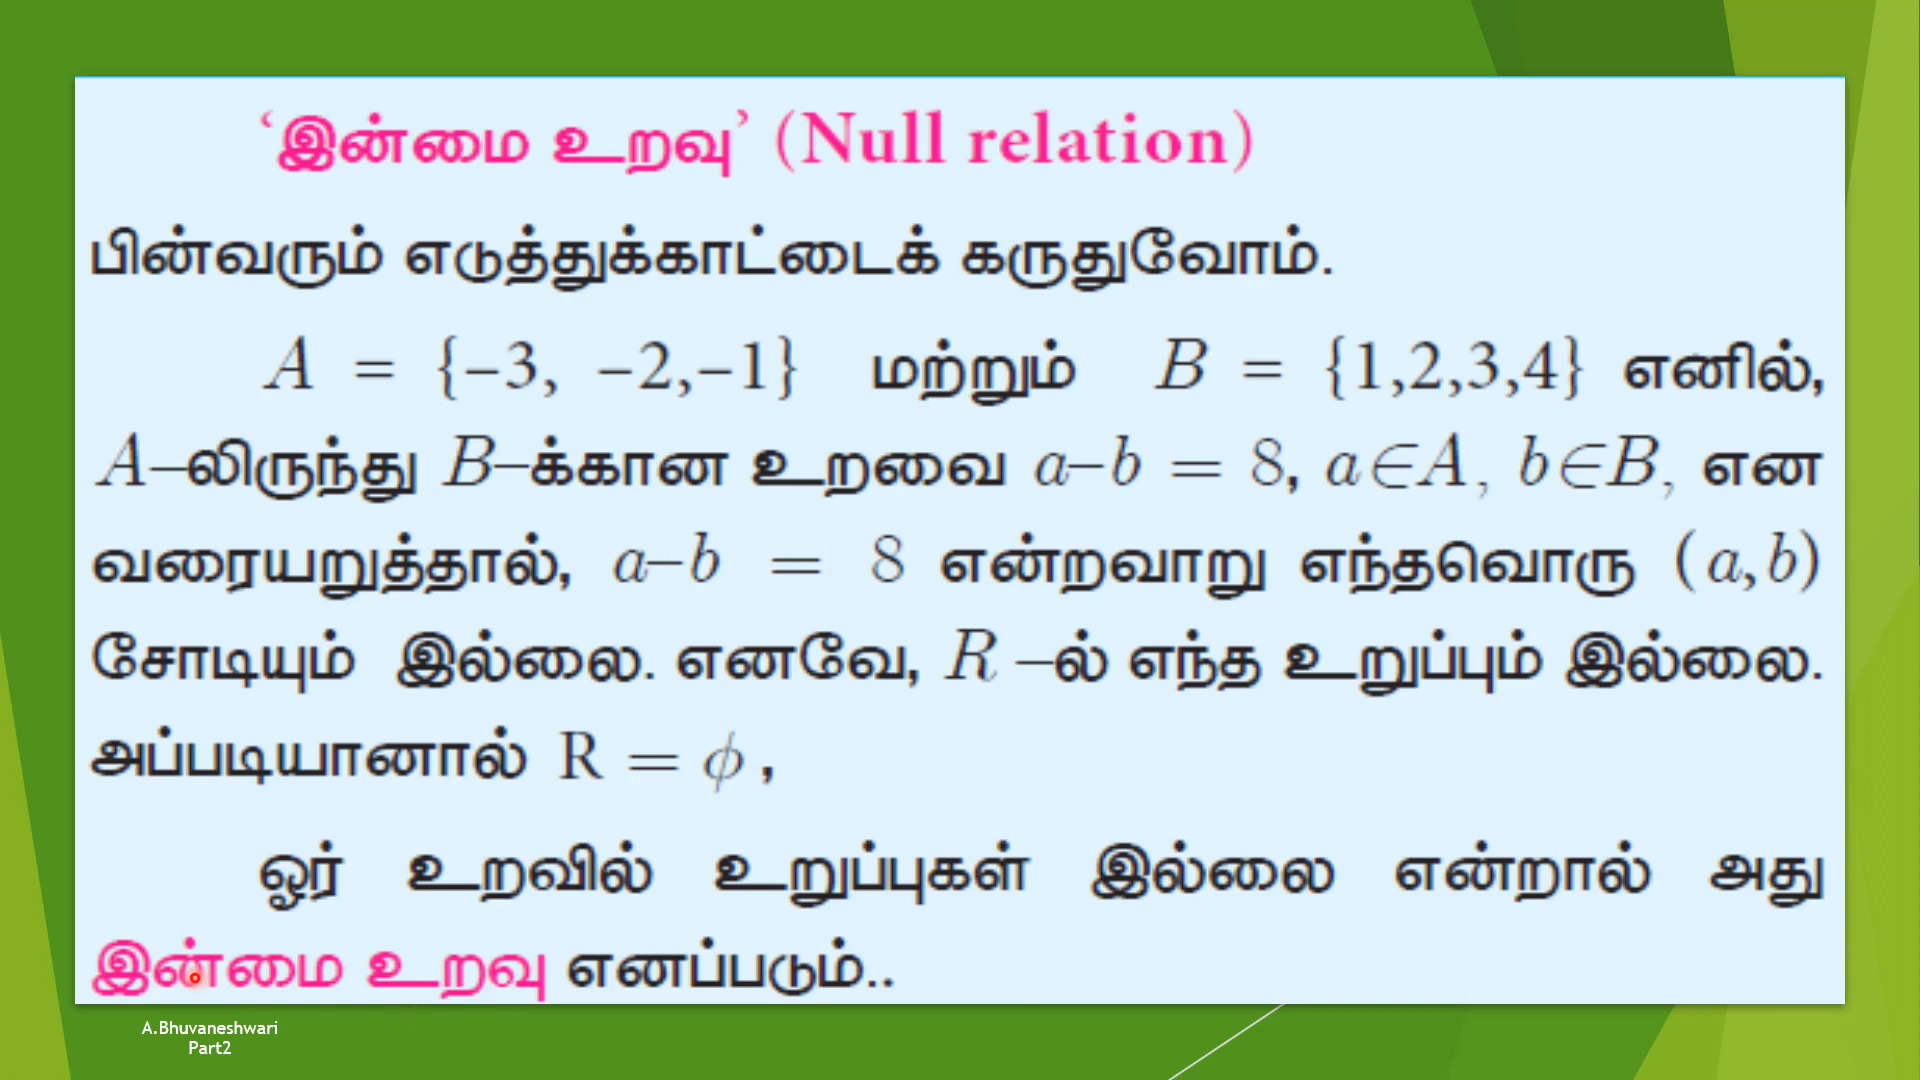 ‘இன்மை உறவு’ (Null relation)
பின்வரும் எடுத்துக்காட்டைக் கருதுவோம்.
A = {–3, –2,–1} மற்றும் B = {1,2,3,4} எனில்,
A–லிருந்து B–க்கான உறவை a–b = 8, a∈A, b∈B, என
வரையறுத்தால், a–b = 8 என்றவாறு எந்தவொரு (a,b)
சோடியும் இல்லை. எனவே, R –ல் எந்த உறுப்பும் இல்லை.
அப்படியானால் R = ϕ ,
ஓர் உறவில் உறுப்புகள் இல்லை என்றால் அது
இன்மை உறவு எனப்படும்..
A.Bhuvaneshwari
Part2